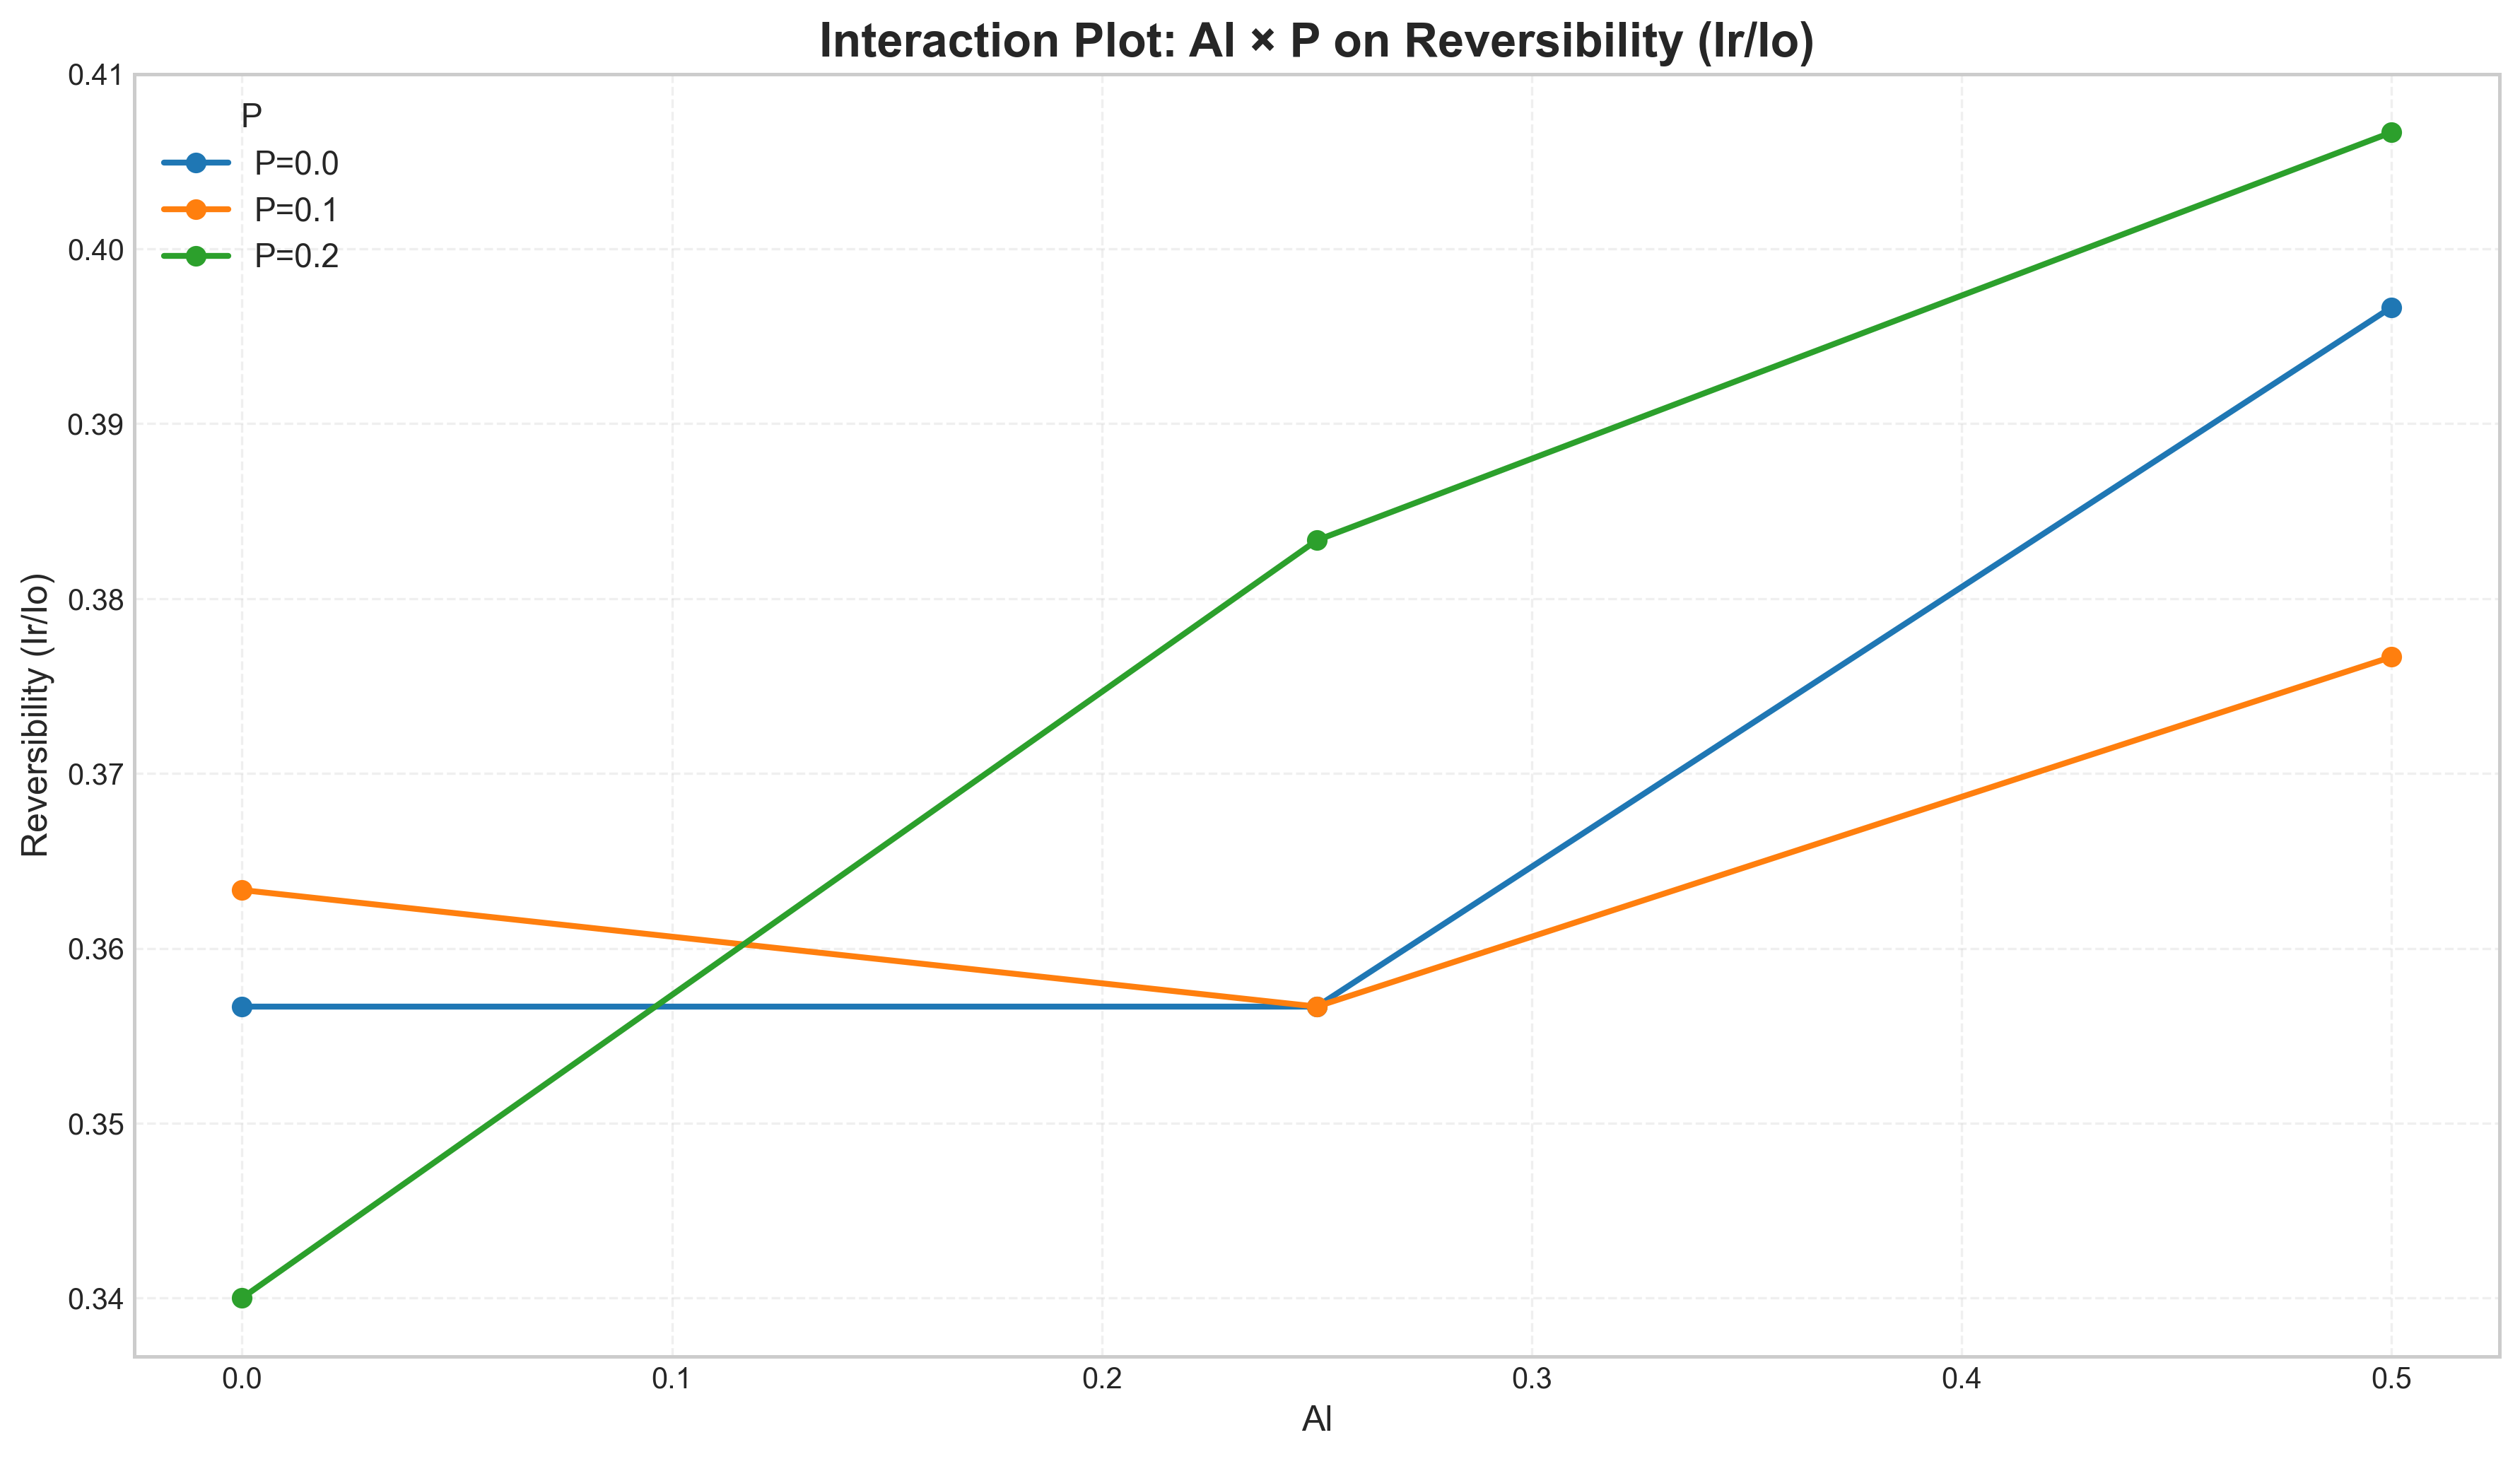 Interaction Plot: Al × P on Reversibility (Ir/Io)
P
P=0.0
P=0.1
P=0.2
0.41
0.40
0.39
0.38
0.37
0.36
0.35
0.34
Reversibility (Ir/Io)
0.0 0.1 0.2 0.3 0.4 0.5
Al